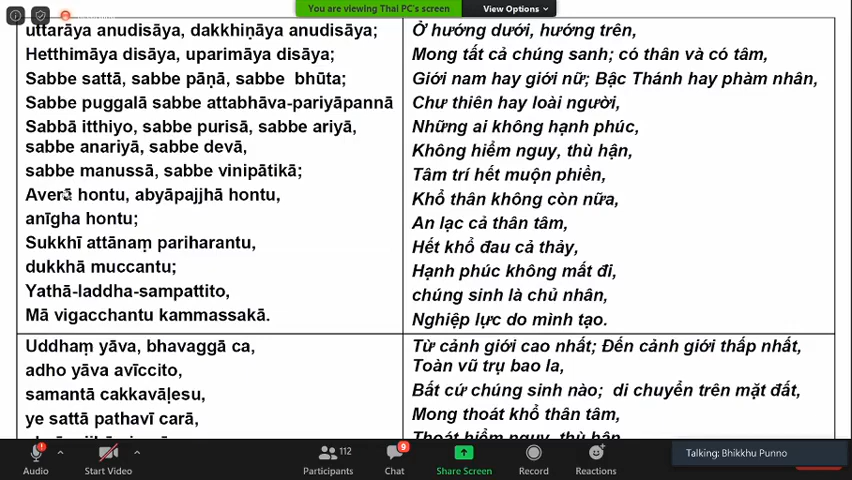 You are viewing Thai PC's screen
View Options
uttarāya anudisāya, dakkhiṇāya anudisāya;
Hetthimāya disāya, uparimāya disāya;
Sabbe sattā, sabbe pāṇā, sabbe bhūta;
Sabbe puggalā sabbe attabhāva-pariyāpannā
Sabbā itthiyo, sabbe purisā, sabbe ariyā,
sabbe anariyā, sabbe devā,
sabbe manussā, sabbe vinipātikā;
Averā hontu, abyāpajjhā hontu,
anīgha hontu;
Sukkhī attānaṃ pariharantu,
dukkhā muccantu;
Yathā-laddha-sampattito,
Mā vigacchantu kammassakā.
Ở hướng dưới, hướng trên,
Mong tất cả chúng sanh; có thân và có tâm,
Giới nam hay giới nữ; Bậc Thánh hay phàm nhân,
Chư thiên hay loài người,
Những ai không hạnh phúc,
Không hiểm nguy, thù hận,
Tâm trí hết muộn phiền,
Khổ thân không còn nữa,
An lạc cả thân tâm,
Hết khổ đau cả thảy,
Hạnh phúc không mất đi,
chúng sinh là chủ nhân,
Nghiệp lực do mình tạo.
Uddhaṃ yāva, bhavaggā ca,
adho yāva avīccito,
samantā cakkavāḷesu,
ye sattā pathavī carā,
Từ cảnh giới cao nhất; Đến cảnh giới thấp nhất,
Toàn vũ trụ bao la,
Bất cứ chúng sinh nào; di chuyển trên mặt đất,
Mong thoát khổ thân tâm,
Thoát hiểm nguy, thù hận
Audio
Start Video
112
Participants
9
Chat
Share Screen
Record
Reactions
Talking: Bhikkhu Punno